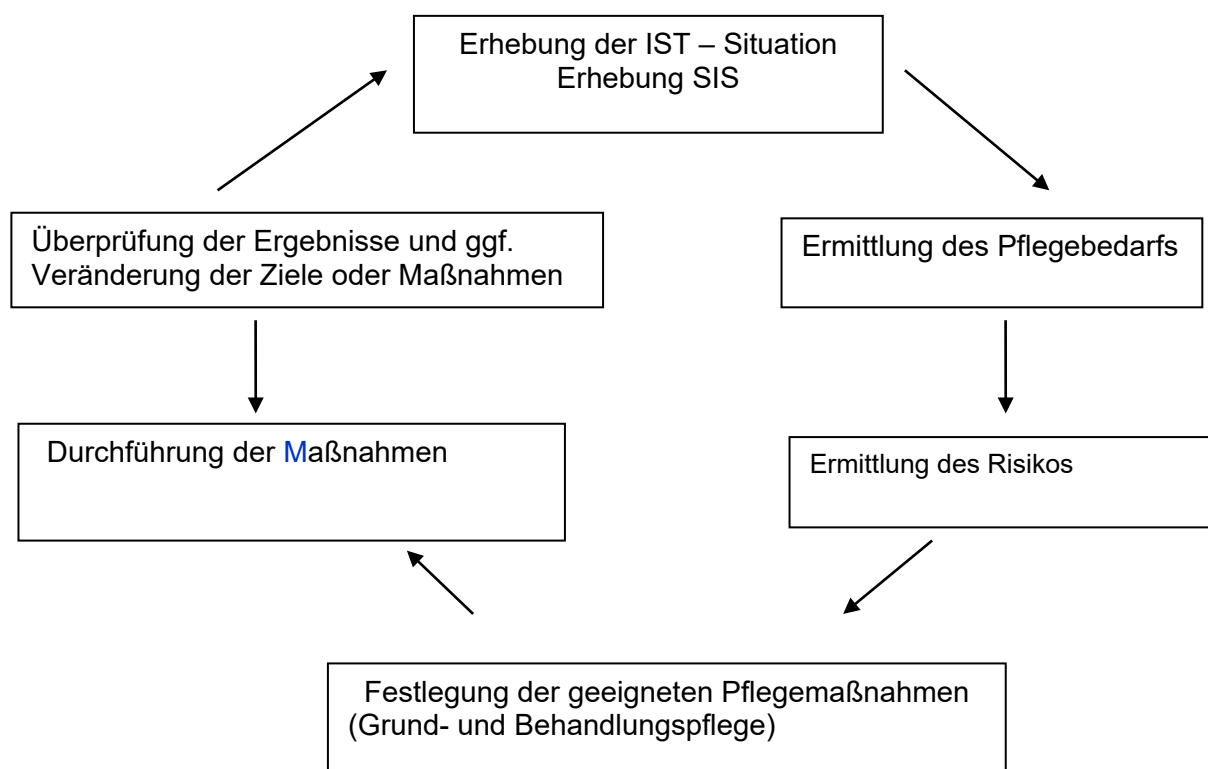 Erhebung der IST – Situation
Erhebung SIS
Überprüfung der Ergebnisse und ggf.
Veränderung der Ziele oder Maßnahmen
Ermittlung des Pflegebedarfs
Durchführung der Maßnahmen
Ermittlung des Risikos
Festlegung der geeigneten Pflegemaßnahmen
(Grund- und Behandlungspflege)